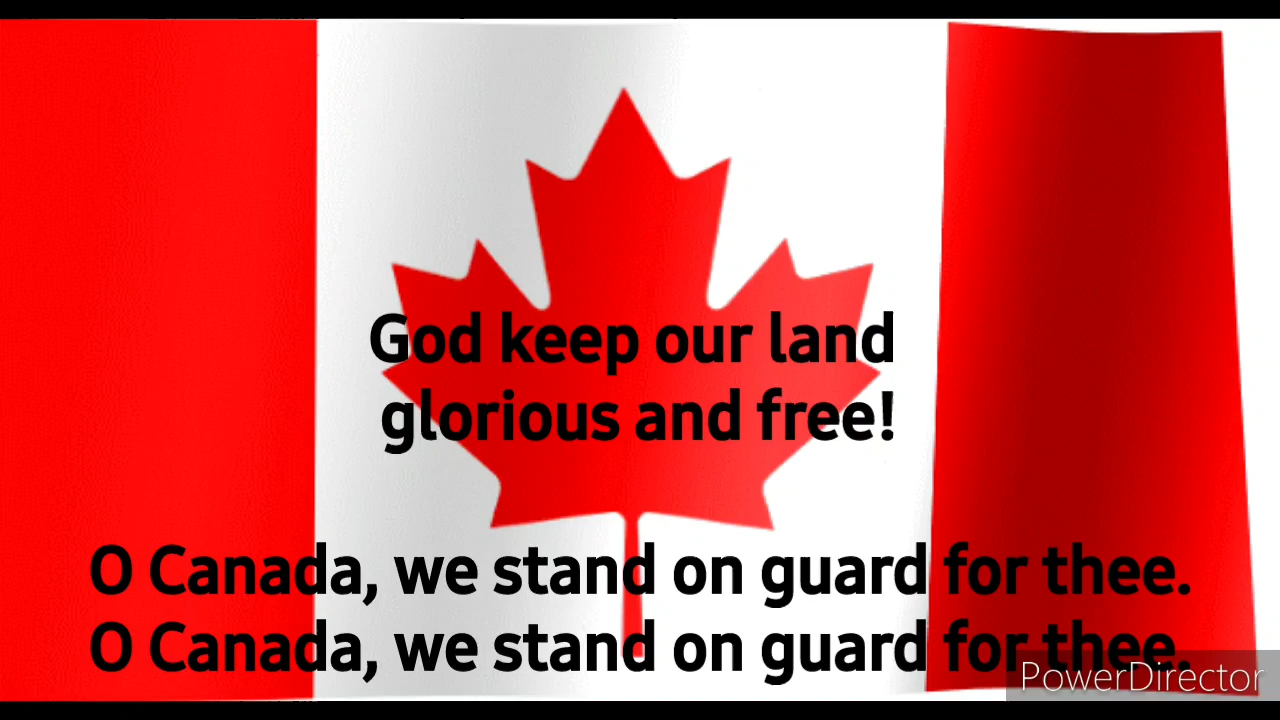 God keep our land
glorious and free!
O Canada, we stand on guard for thee.
O Canada, we stand on guard for thee.
PowerDirector